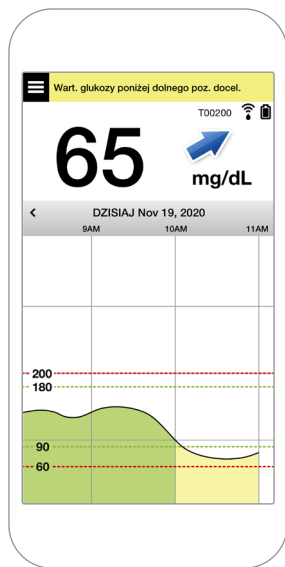 Wart. glukozy poniżej dolnego poz. docel.
T00200
65
mg/dL
DZISIAJ Nov 19, 2020
9AM 10AM 11AM
200
180
90
60